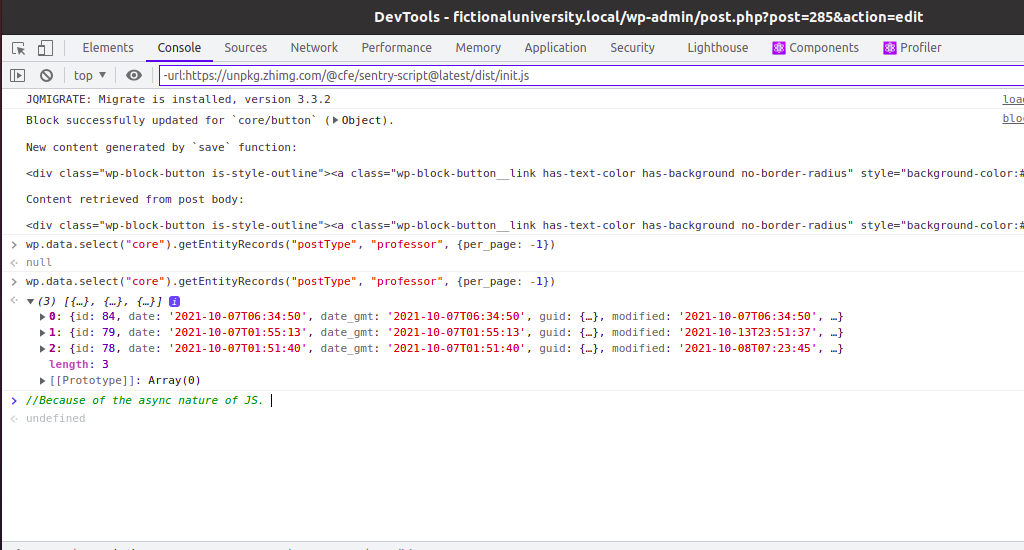 DevTools - fictionaluniversity.local/wp-admin/post.php?post=285&action=edit
Elements Console Sources Network Performance Memory Application Security Lighthouse Components Profiler
top -url:https://unpkg.zhimg.com/@cfe/sentry-script@latest/dist/init.js
JQMIGRATE: Migrate is installed, version 3.3.2 load
Block successfully updated for `core/button` (▶Object). bloc
New content generated by `save` function:
<div class="wp-block-button is-style-outline"><a class="wp-block-button__link has-text-color has-background no-border-radius" style="background-color:#
Content retrieved from post body:
<div class="wp-block-button is-style-outline"><a class="wp-block-button__link has-text-color has-background no-border-radius" style="background-color:#
wp.data.select("core").getEntityRecords("postType", "professor", {per_page: -1})
null
wp.data.select("core").getEntityRecords("postType", "professor", {per_page: -1})
▼(3) [{…}, {…}, {…}] i
▶0: {id: 84, date: '2021-10-07T06:34:50', date_gmt: '2021-10-07T06:34:50', guid: {…}, modified: '2021-10-07T06:34:50', …}
▶1: {id: 79, date: '2021-10-07T01:55:13', date_gmt: '2021-10-07T01:55:13', guid: {…}, modified: '2021-10-13T23:51:37', …}
▶2: {id: 78, date: '2021-10-07T01:51:40', date_gmt: '2021-10-07T01:51:40', guid: {…}, modified: '2021-10-08T07:23:45', …}
length: 3
▶[[Prototype]]: Array(0)
//Because of the async nature of JS.
undefined